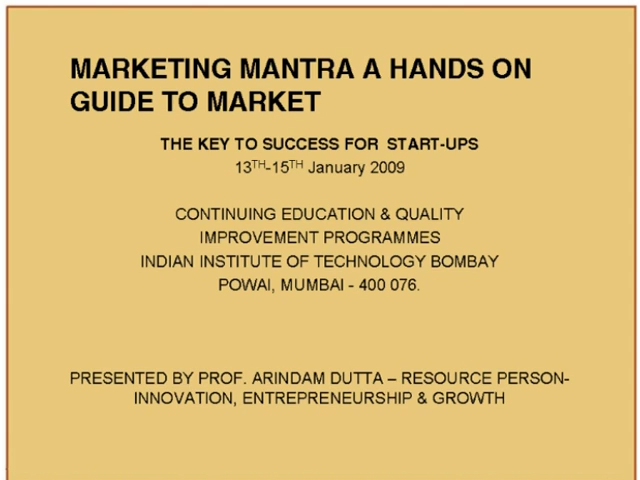 MARKETING MANTRA A HANDS ON
GUIDE TO MARKET
THE KEY TO SUCCESS FOR START-UPS
13TH-15TH January 2009
CONTINUING EDUCATION & QUALITY
IMPROVEMENT PROGRAMMES
INDIAN INSTITUTE OF TECHNOLOGY BOMBAY
POWAI, MUMBAI - 400 076.
PRESENTED BY PROF. ARINDAM DUTTA – RESOURCE PERSON-
INNOVATION, ENTREPRENEURSHIP & GROWTH